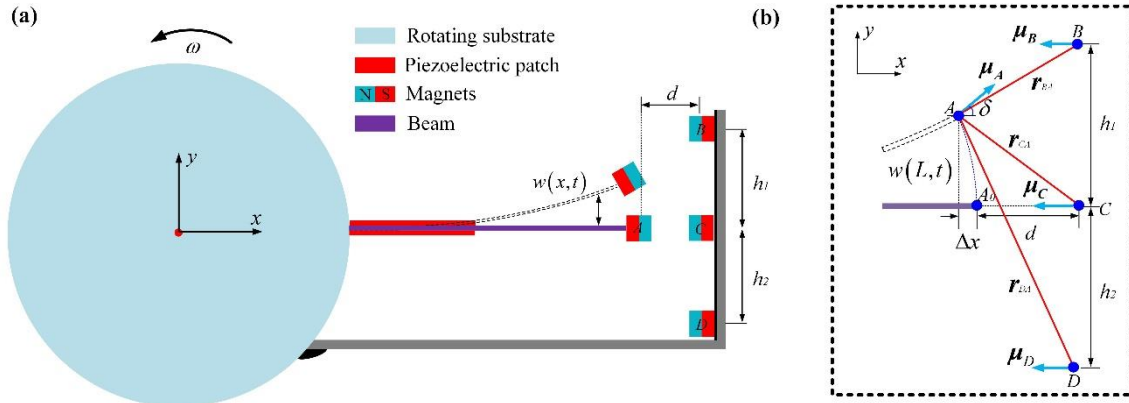 (a)
ω
Rotating substrate
Piezoelectric patch
N S Magnets
Beam
d
B
h1
y
x
w(x,t)
A
C
h2
D
(b)
y
x
μB
B
μA
rBA
A
δ
h1
rCA
w(L,t)
μC
A0
C
Δx
d
rDA
h2
μD
D